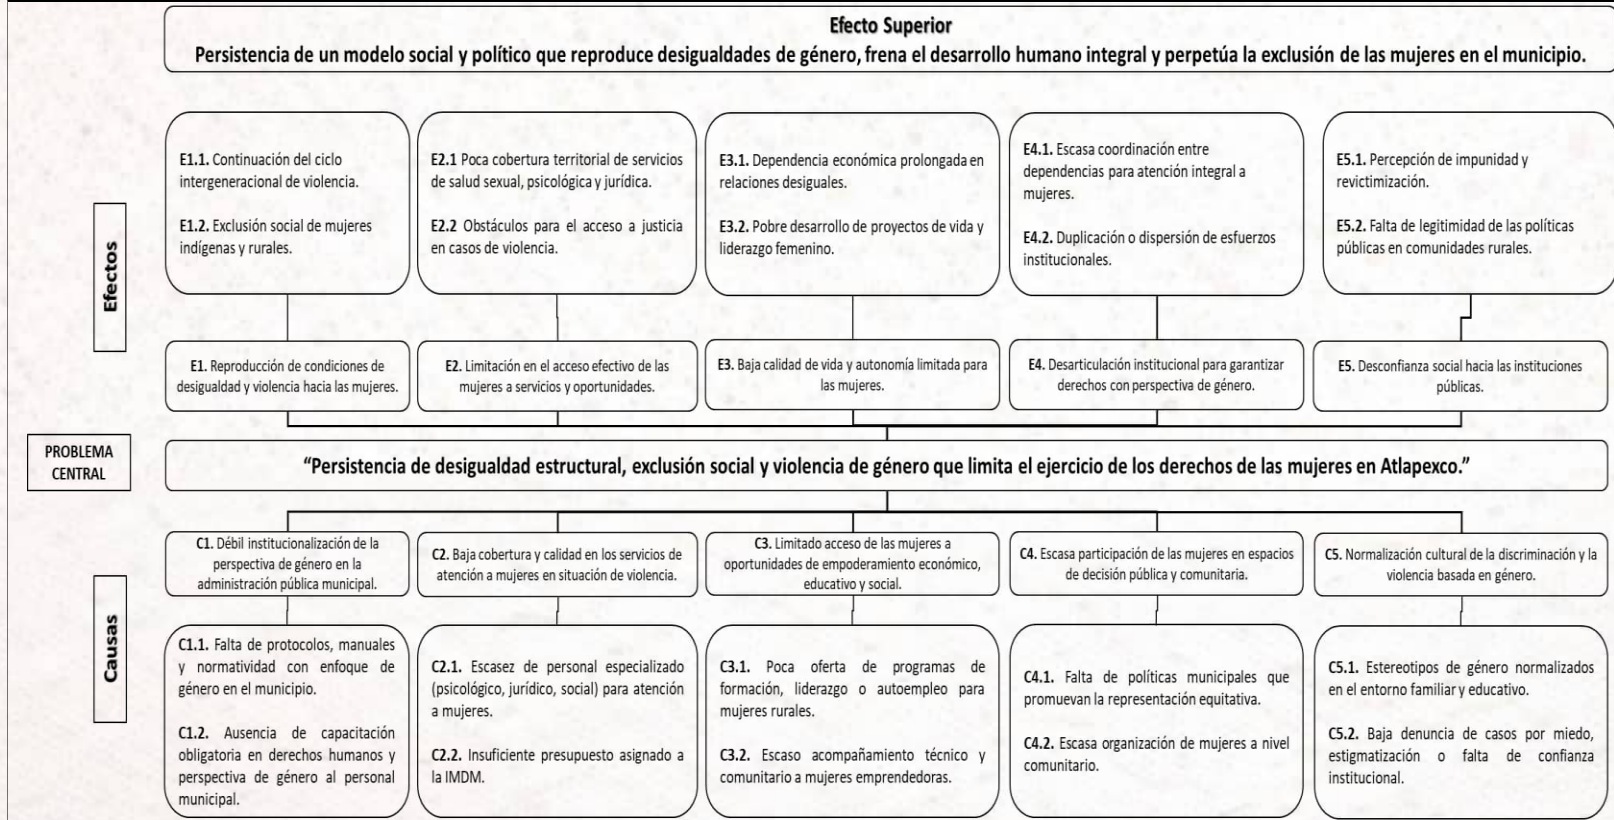 Efecto Superior
Persistencia de un modelo social y político que reproduce desigualdades de género, frena el desarrollo humano integral y perpetúa la exclusión de las mujeres en el municipio.
Efectos
E1.1. Continuación del ciclo
intergeneracional de violencia.
E1.2. Exclusión social de mujeres
indígenas y rurales.
E2.1 Poca cobertura territorial de servicios
de salud sexual, psicológica y jurídica.
E2.2 Obstáculos para el acceso a justicia
en casos de violencia.
E3.1. Dependencia económica prolongada en
relaciones desiguales.
E3.2. Pobre desarrollo de proyectos de vida y
liderazgo femenino.
E4.1. Escasa coordinación entre
dependencias para atención integral a
mujeres.
E4.2. Duplicación o dispersión de esfuerzos
institucionales.
E5.1. Percepción de impunidad y
revictimización.
E5.2. Falta de legitimidad de las políticas
públicas en comunidades rurales.
E1. Reproducción de condiciones de
desigualdad y violencia hacia las mujeres.
E2. Limitación en el acceso efectivo de las
mujeres a servicios y oportunidades.
E3. Baja calidad de vida y autonomía limitada para
las mujeres.
E4. Desarticulación institucional para garantizar
derechos con perspectiva de género.
E5. Desconfianza social hacia las instituciones
públicas.
PROBLEMA
CENTRAL
“Persistencia de desigualdad estructural, exclusión social y violencia de género que limita el ejercicio de los derechos de las mujeres en Atlapexco.”
Causas
C1. Débil institucionalización de la
perspectiva de género en la
administración pública municipal.
C2. Baja cobertura y calidad en los servicios de
atención a mujeres en situación de violencia.
C3. Limitado acceso de las mujeres a
oportunidades de empoderamiento económico,
educativo y social.
C4. Escasa participación de las mujeres en espacios
de decisión pública y comunitaria.
C5. Normalización cultural de la discriminación y la
violencia basada en género.
C1.1. Falta de protocolos, manuales
y normatividad con enfoque de
género en el municipio.
C1.2. Ausencia de capacitación
obligatoria en derechos humanos y
perspectiva de género al personal
municipal.
C2.1. Escasez de personal especializado
(psicológico, jurídico, social) para atención
a mujeres.
C2.2. Insuficiente presupuesto asignado a
la IMDM.
C3.1. Poca oferta de programas de
formación, liderazgo o autoempleo para
mujeres rurales.
C3.2. Escaso acompañamiento técnico y
comunitario a mujeres emprendedoras.
C4.1. Falta de políticas municipales que
promuevan la representación equitativa.
C4.2. Escasa organización de mujeres a nivel
comunitario.
C5.1. Estereotipos de género normalizados
en el entorno familiar y educativo.
C5.2. Baja denuncia de casos por miedo,
estigmatización o falta de confianza
institucional.